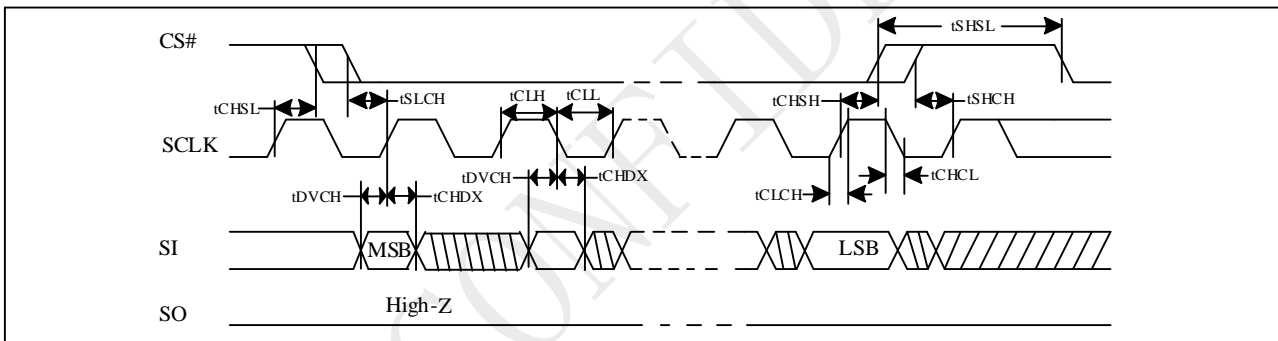 CS#
tSHSL
tCHSL
tSLCH
tCLH
tCLL
tCHSH
tSHCH
SCLK
tDVCH
tCHDX
tDVCH
tCHDX
tCLCH
tCHCL
SI
MSB
LSB
SO
High-Z
CONFID